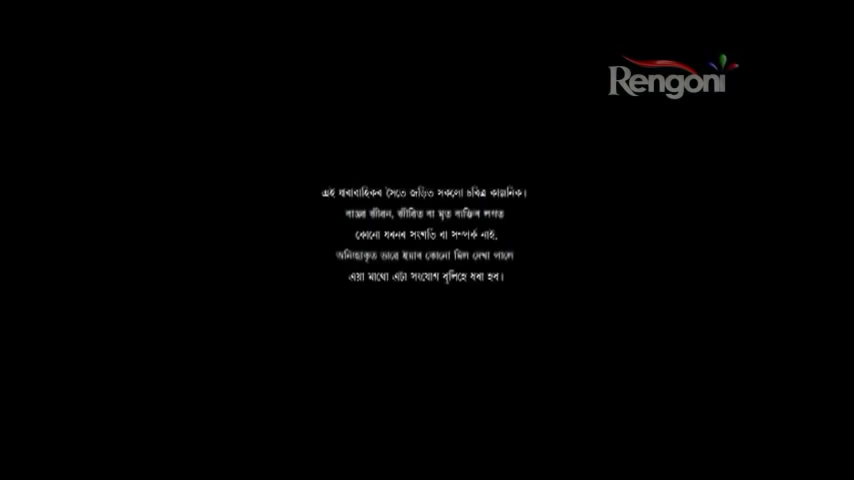 Rengoni
এই ধাৰাবাহিকৰ সৈতে জড়িত সকলো চৰিত্ৰ কাল্পনিক।
বাস্তৱ জীৱন, জীৱিত বা মৃত ব্যক্তিৰ লগত
কোনো ধৰনৰ সংগতি বা সম্পৰ্ক নাই,
অনিচ্ছাকৃত ভাবে ইয়াৰ কোনো মিল দেখা পালে
এয়া মাথো এটা সংযোগ বুলিহে ধৰা হব।